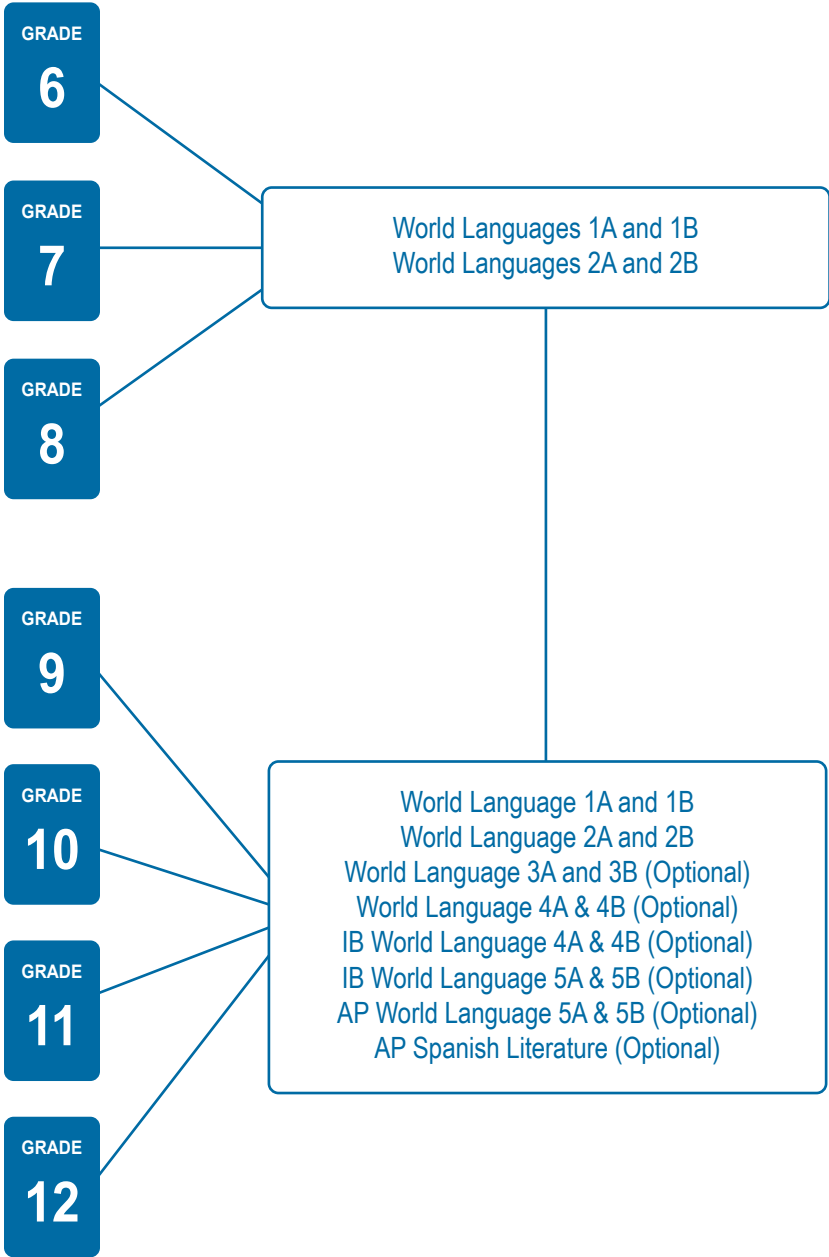 GRADE
6
GRADE
7
GRADE
8
World Languages 1A and 1B
World Languages 2A and 2B
GRADE
9
GRADE
10
GRADE
11
GRADE
12
World Language 1A and 1B
World Language 2A and 2B
World Language 3A and 3B (Optional)
World Language 4A & 4B (Optional)
IB World Language 4A & 4B (Optional)
IB World Language 5A & 5B (Optional)
AP World Language 5A & 5B (Optional)
AP Spanish Literature (Optional)